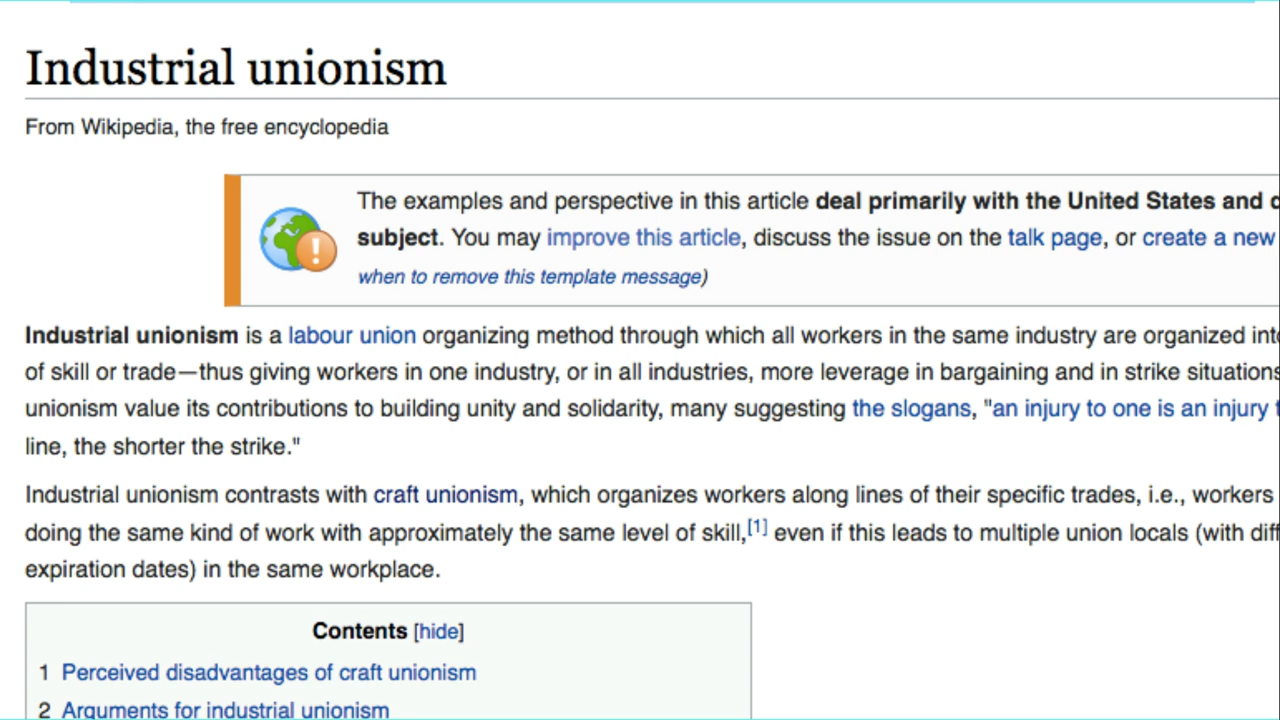 Industrial unionism
From Wikipedia, the free encyclopedia
The examples and perspective in this article deal primarily with the United States and
subject. You may improve this article, discuss the issue on the talk page, or create a new
when to remove this template message)
Industrial unionism is a labour union organizing method through which all workers in the same industry are organized
of skill or trade—thus giving workers in one industry, or in all industries, more leverage in bargaining and in strike situations
unionism value its contributions to building unity and solidarity, many suggesting the slogans, "an injury to one is an injury
line, the shorter the strike."
Industrial unionism contrasts with craft unionism, which organizes workers along lines of their specific trades, i.e., workers
doing the same kind of work with approximately the same level of skill,[1] even if this leads to multiple union locals (with
expiration dates) in the same workplace.
Contents [hide]
1 Perceived disadvantages of craft unionism
2 Arguments for industrial unionism